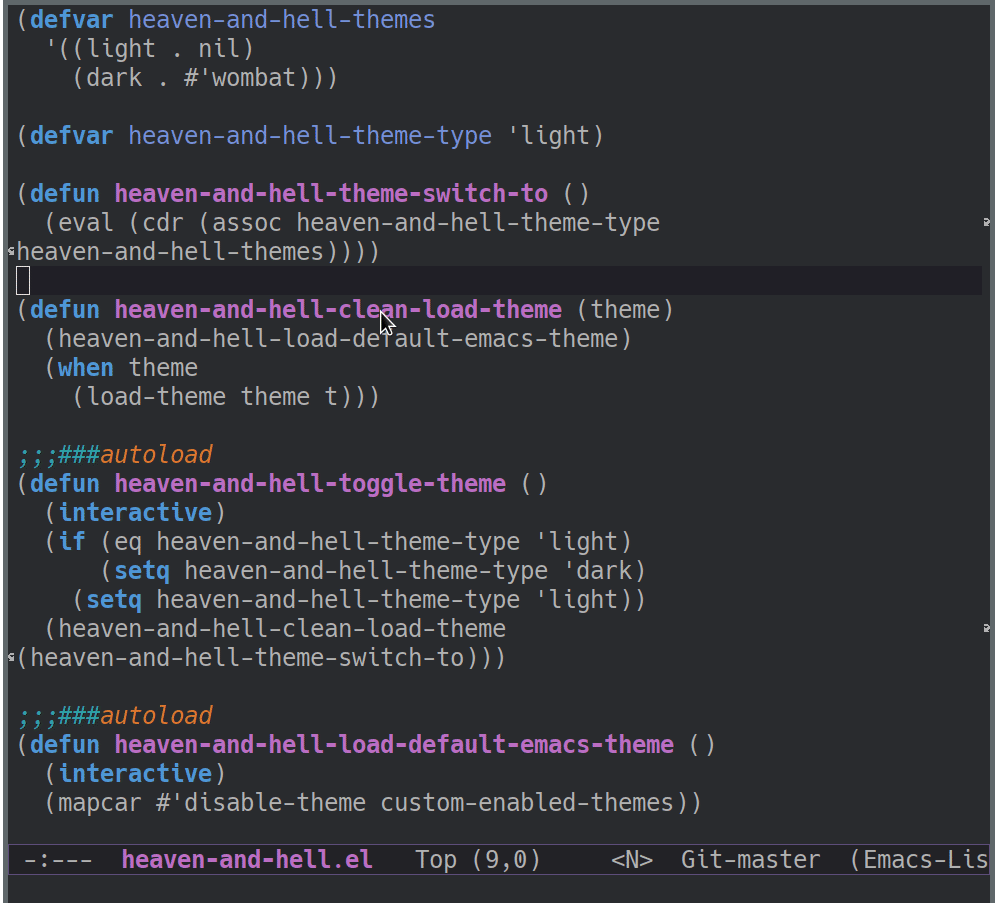 (defvar heaven-and-hell-themes
  '((light . nil)
    (dark . #'wombat)))
(defvar heaven-and-hell-theme-type 'light)
(defun heaven-and-hell-theme-switch-to ()
  (eval (cdr (assoc heaven-and-hell-theme-type
heaven-and-hell-themes))))
(defun heaven-and-hell-clean-load-theme (theme)
  (heaven-and-hell-load-default-emacs-theme)
  (when theme
    (load-theme theme t)))
;;;###autoload
(defun heaven-and-hell-toggle-theme ()
  (interactive)
  (if (eq heaven-and-hell-theme-type 'light)
      (setq heaven-and-hell-theme-type 'dark)
    (setq heaven-and-hell-theme-type 'light))
  (heaven-and-hell-clean-load-theme
(heaven-and-hell-theme-switch-to)))
;;;###autoload
(defun heaven-and-hell-load-default-emacs-theme ()
  (interactive)
  (mapcar #'disable-theme custom-enabled-themes))
-:---  heaven-and-hell.el   Top (9,0)     <N>  Git-master  (Emacs-Lis